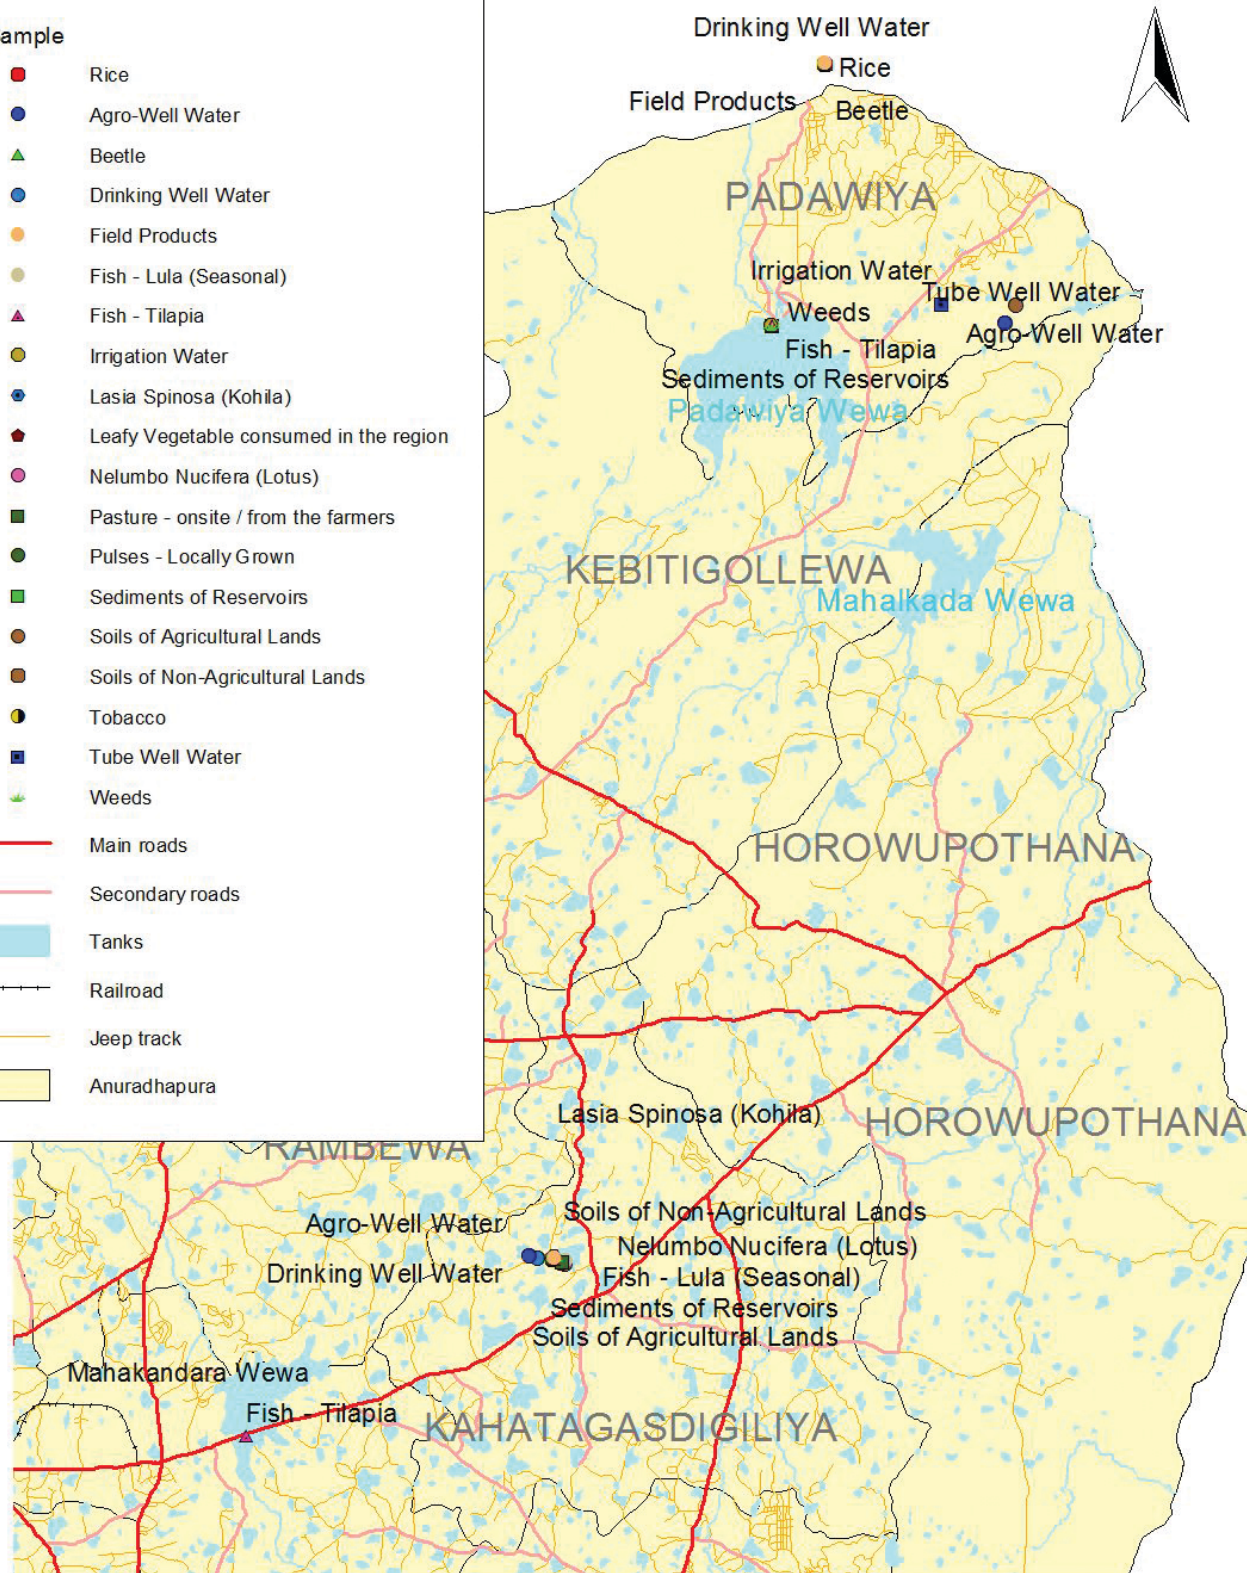 ample
Rice
Agro-Well Water
Beetle
Drinking Well Water
Field Products
Fish - Lula (Seasonal)
Fish - Tilapia
Irrigation Water
Lasia Spinosa (Kohila)
Leafy Vegetable consumed in the region
Nelumbo Nucifera (Lotus)
Pasture - onsite / from the farmers
Pulses - Locally Grown
Sediments of Reservoirs
Soils of Agricultural Lands
Soils of Non-Agricultural Lands
Tobacco
Tube Well Water
Weeds
Main roads
Secondary roads
Tanks
Railroad
Jeep track
Anuradhapura
Drinking Well Water
Rice
Field Products
Beetle
PADAWIYA
Irrigation Water
Tube Well Water
Weeds
Agro-Well Water
Fish - Tilapia
Sediments of Reservoirs
Padawiya Wewa
KEBITIGOLLEWA
Mahalkada Wewa
HOROWUPOTHANA
Lasia Spinosa (Kohila)
HOROWUPOTHANA
RAMBEWA
Soils of Non-Agricultural Lands
Agro-Well Water
Nelumbo Nucifera (Lotus)
Drinking Well Water
Fish - Lula (Seasonal)
Sediments of Reservoirs
Soils of Agricultural Lands
Mahakandara Wewa
Fish - Tilapia
KAHATAGASDIGILIYA